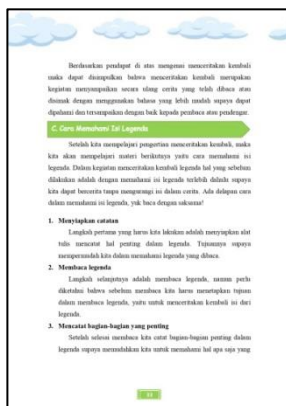 Berdasarkan pendapat di atas mengenai menceritakan kembali
maka dapat disimpulkan bahwa menceritakan kembali merupakan
kegiatan menyampaikan secara ulang cerita yang telah dibaca atau
disimak dengan menggunakan bahasa yang lebih mudah supaya dapat
dipahami dan tersampaikan dengan baik kepada pembaca atau pendengar.
C. Cara Memahami Isi Legenda
Setelah kita mempelajari pengertian menceritakan kembali, maka
kita akan mempelajari materi berikutnya yaitu cara memahami isi
legenda. Dalam kegiatan menceritakan kembali legenda hal yang sebelum
dilakukan adalah dengan memahami isi legenda terlebih dahulu supaya
kita dapat bercerita tanpa mengurangi isi dalam cerita. Ada delapan cara
dalam memahami isi legenda, yuk baca dengan saksama!
1. Menyiapkan catatan
Langkah pertama yang harus kita lakukan adalah menyiapkan alat
tulis mencatat hal penting dalam legenda. Tujuannya supaya
mempermudah kita dalam memahami legenda yang dibaca.
2. Membaca legenda
Langkah selanjutnya adalah membaca legenda, namun perlu
diketahui bahwa sebelum membaca kita harus menetapkan tujuan
dalam membaca legenda, yaitu untuk menceritakan kembali isi dari
legenda.
3. Mencatat bagian-bagian yang penting
Setelah selesai membaca kita catat bagian-bagian penting dalam
legenda supaya memudahkan kita untuk memahami hal apa saja yang